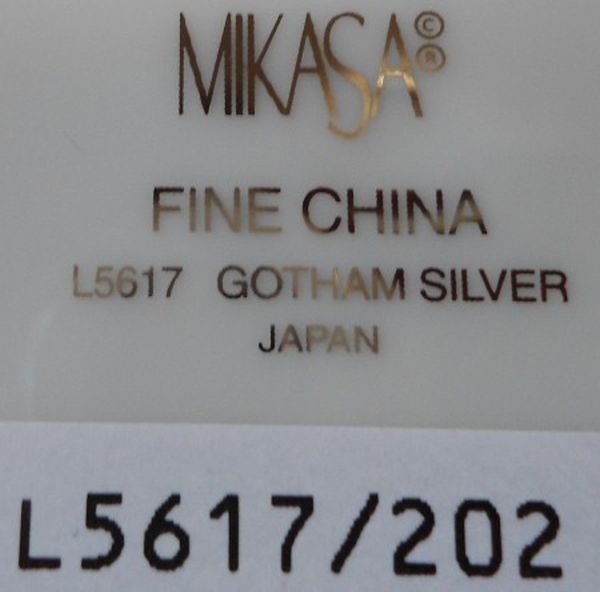 MIKASA © ®
FINE CHINA
L5617 GOTHAM SILVER
JAPAN
L5617/202